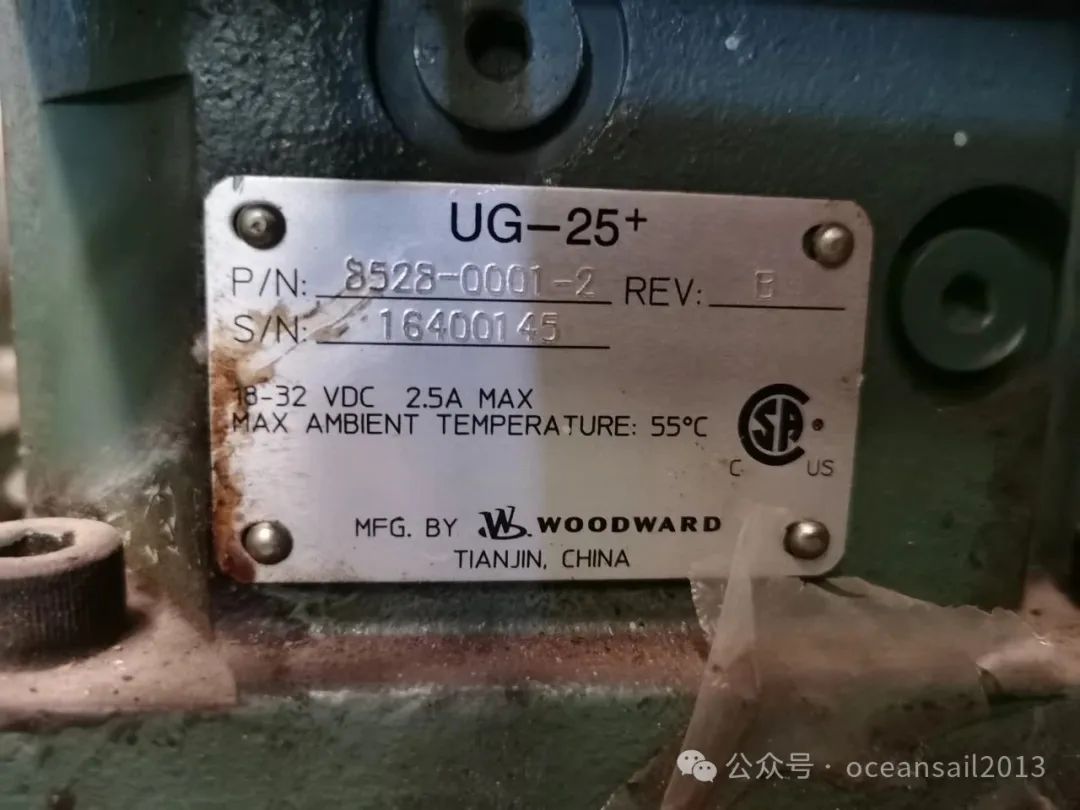 UG-25+
P/N: 8528-0001-2 REV: B
S/N: 16400145
18-32 VDC 2.5A MAX
MAX AMBIENT TEMPERATURE: 55°C
CSA ®
C US
MFG. BY W. WOODWARD
TIANJIN, CHINA
公众号 · oceansail2013